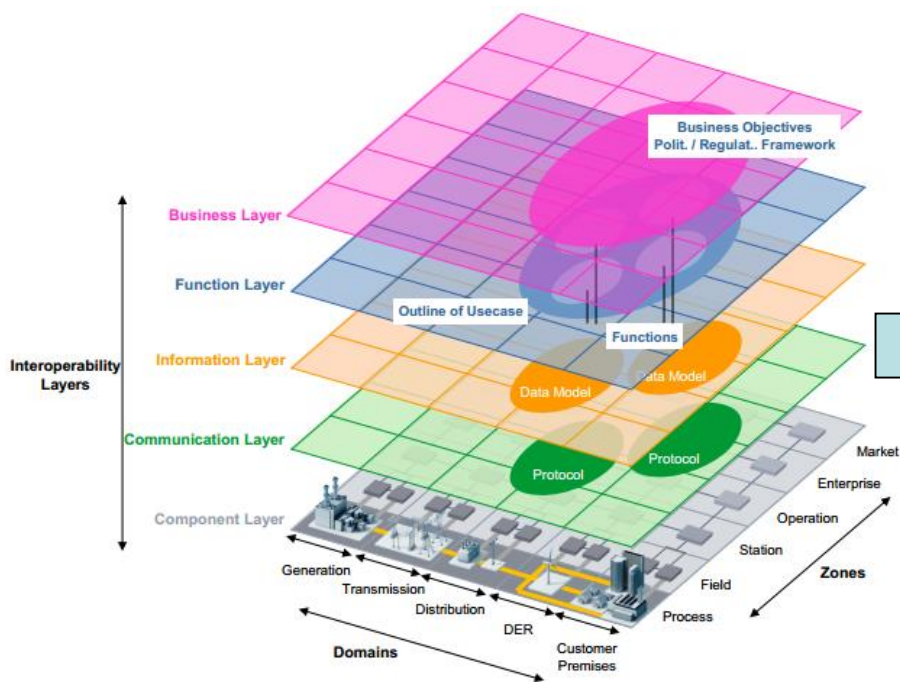 Business Objectives
Polit. / Regulat.. Framework
Business Layer
Function Layer
Outline of Usecase
Functions
Interoperability
Layers
Information Layer
Data Model
Data Model
Communication Layer
Protocol
Protocol
Component Layer
Market
Enterprise
Operation
Station
Field
Process
Zones
Generation
Transmission
Distribution
DER
Customer
Premises
Domains